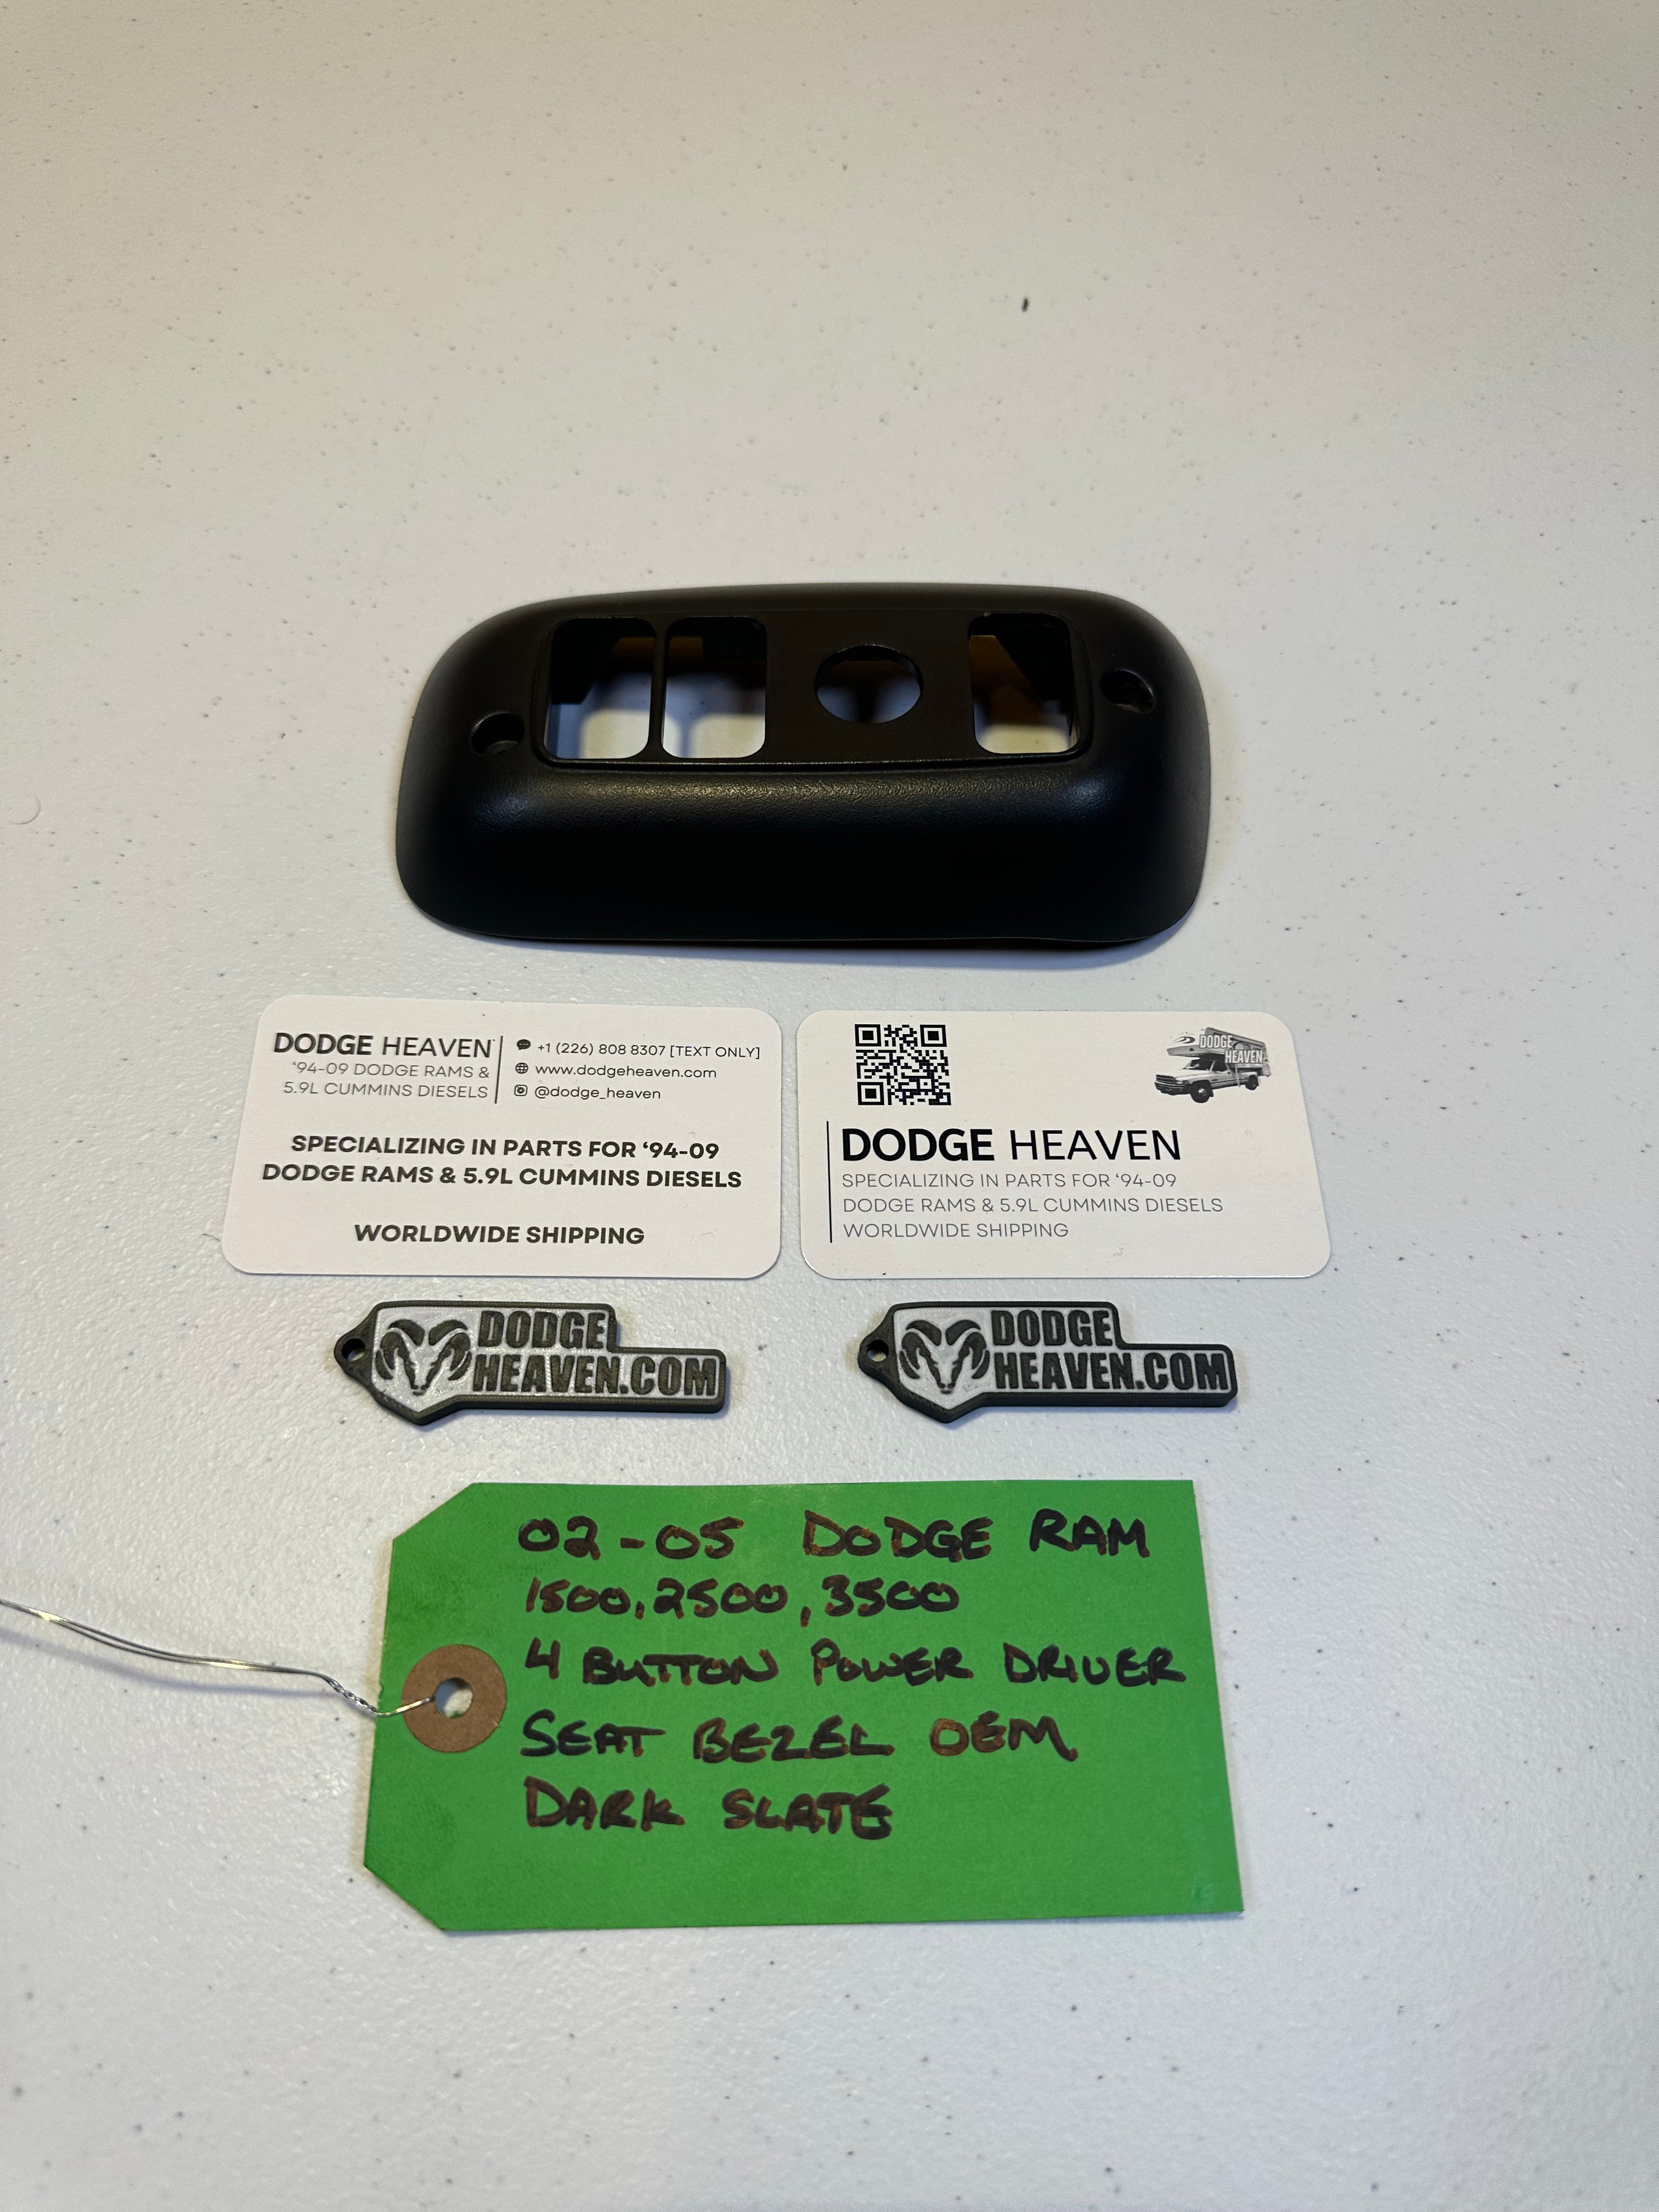 DODGE HEAVEN
'94-09 DODGE RAMS &
5.9L CUMMINS DIESELS
+1 (226) 808 8307 [TEXT ONLY]
www.dodgeheaven.com
@dodge_heaven
SPECIALIZING IN PARTS FOR '94-09
DODGE RAMS & 5.9L CUMMINS DIESELS
WORLDWIDE SHIPPING
DODGE
HEAVEN
DODGE HEAVEN
SPECIALIZING IN PARTS FOR '94-09
DODGE RAMS & 5.9L CUMMINS DIESELS
WORLDWIDE SHIPPING
DODGE
HEAVEN.COM
DODGE
HEAVEN.COM
02-05 DODGE RAM
1500, 2500, 3500
4 BUTTON POWER DRIVER
SEAT BEZEL OEM
DARK SLATE